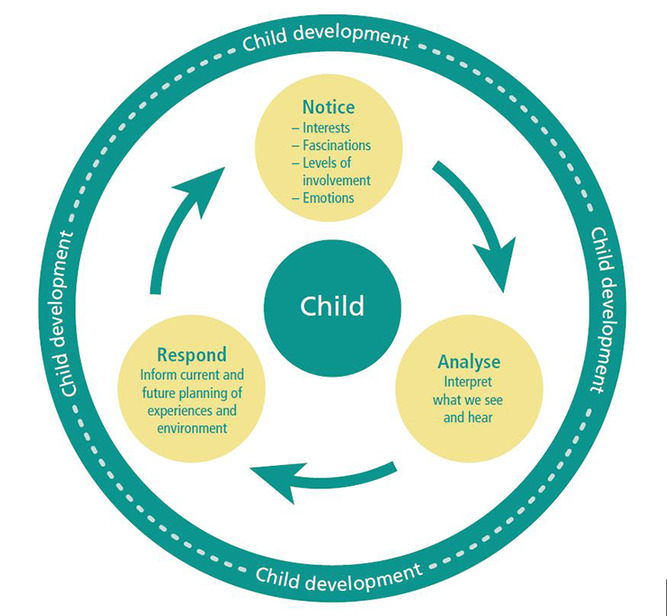 Child development
Notice
– Interests
– Fascinations
– Levels of
involvement
– Emotions
Child development
Child development
Child
Respond
Inform current and
future planning of
experiences and
environment
Analyse
Interpret
what we see
and hear
Child development